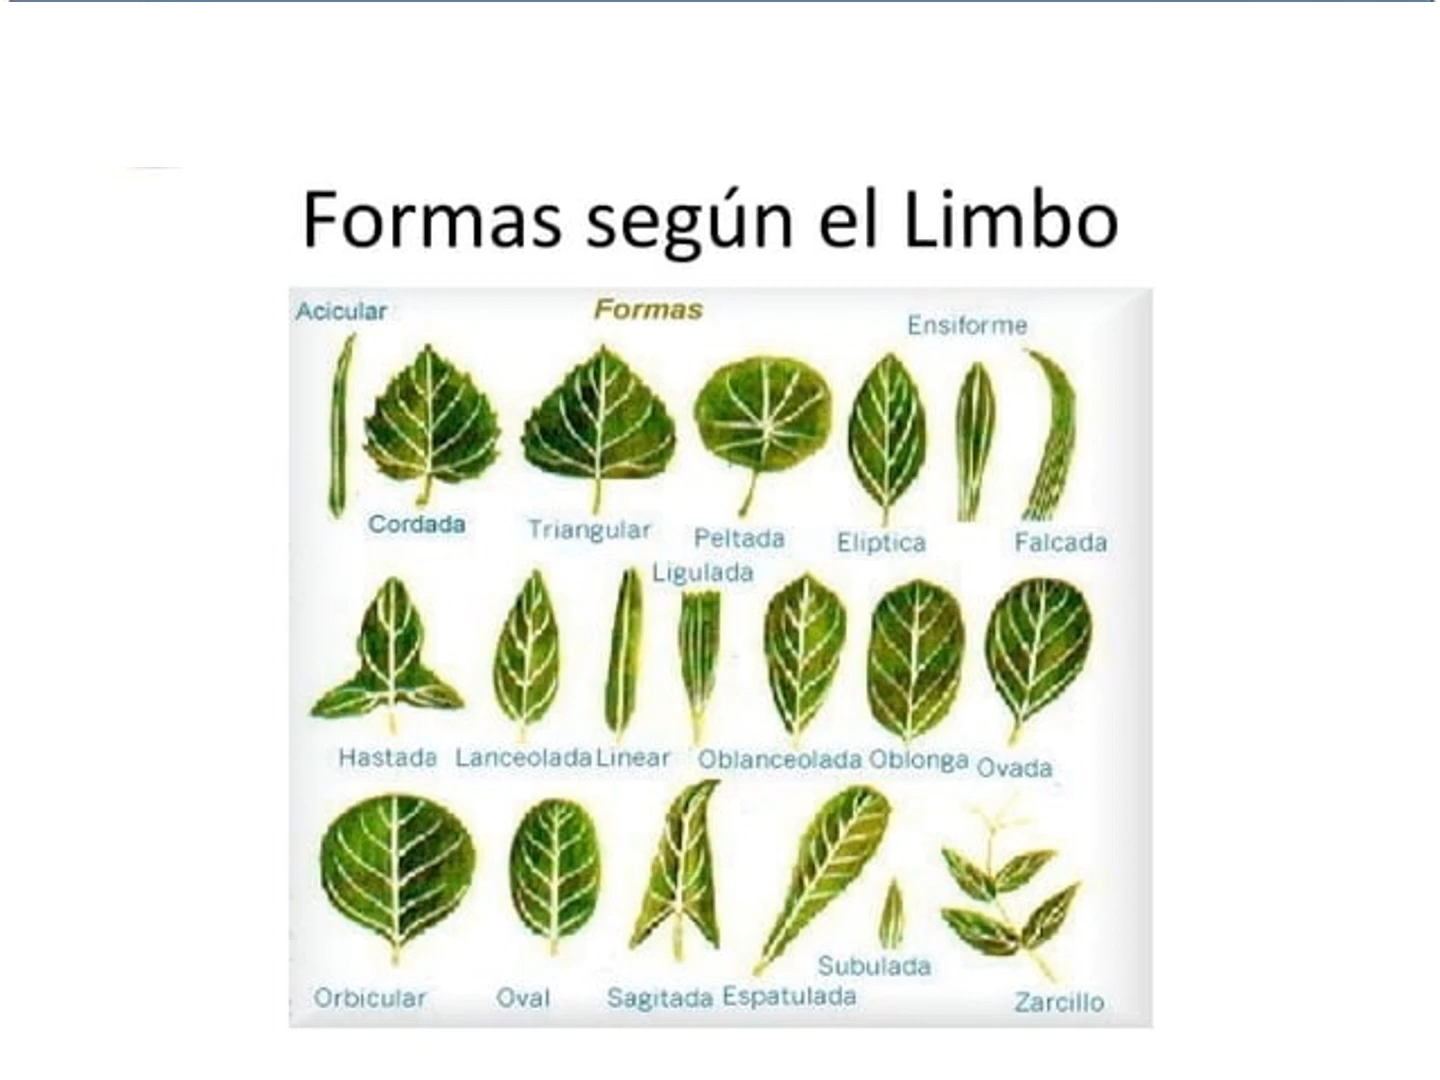 Formas según el Limbo
Acicular
Formas
Ensiforme
Cordada
Triangular
Peltada
Eliptica
Falcada
Ligulada
Hastada
Lanceolada
Linear
Oblanceolada
Oblonga
Ovada
Subulada
Orbicular
Oval
Sagitada
Espatulada
Zarcillo